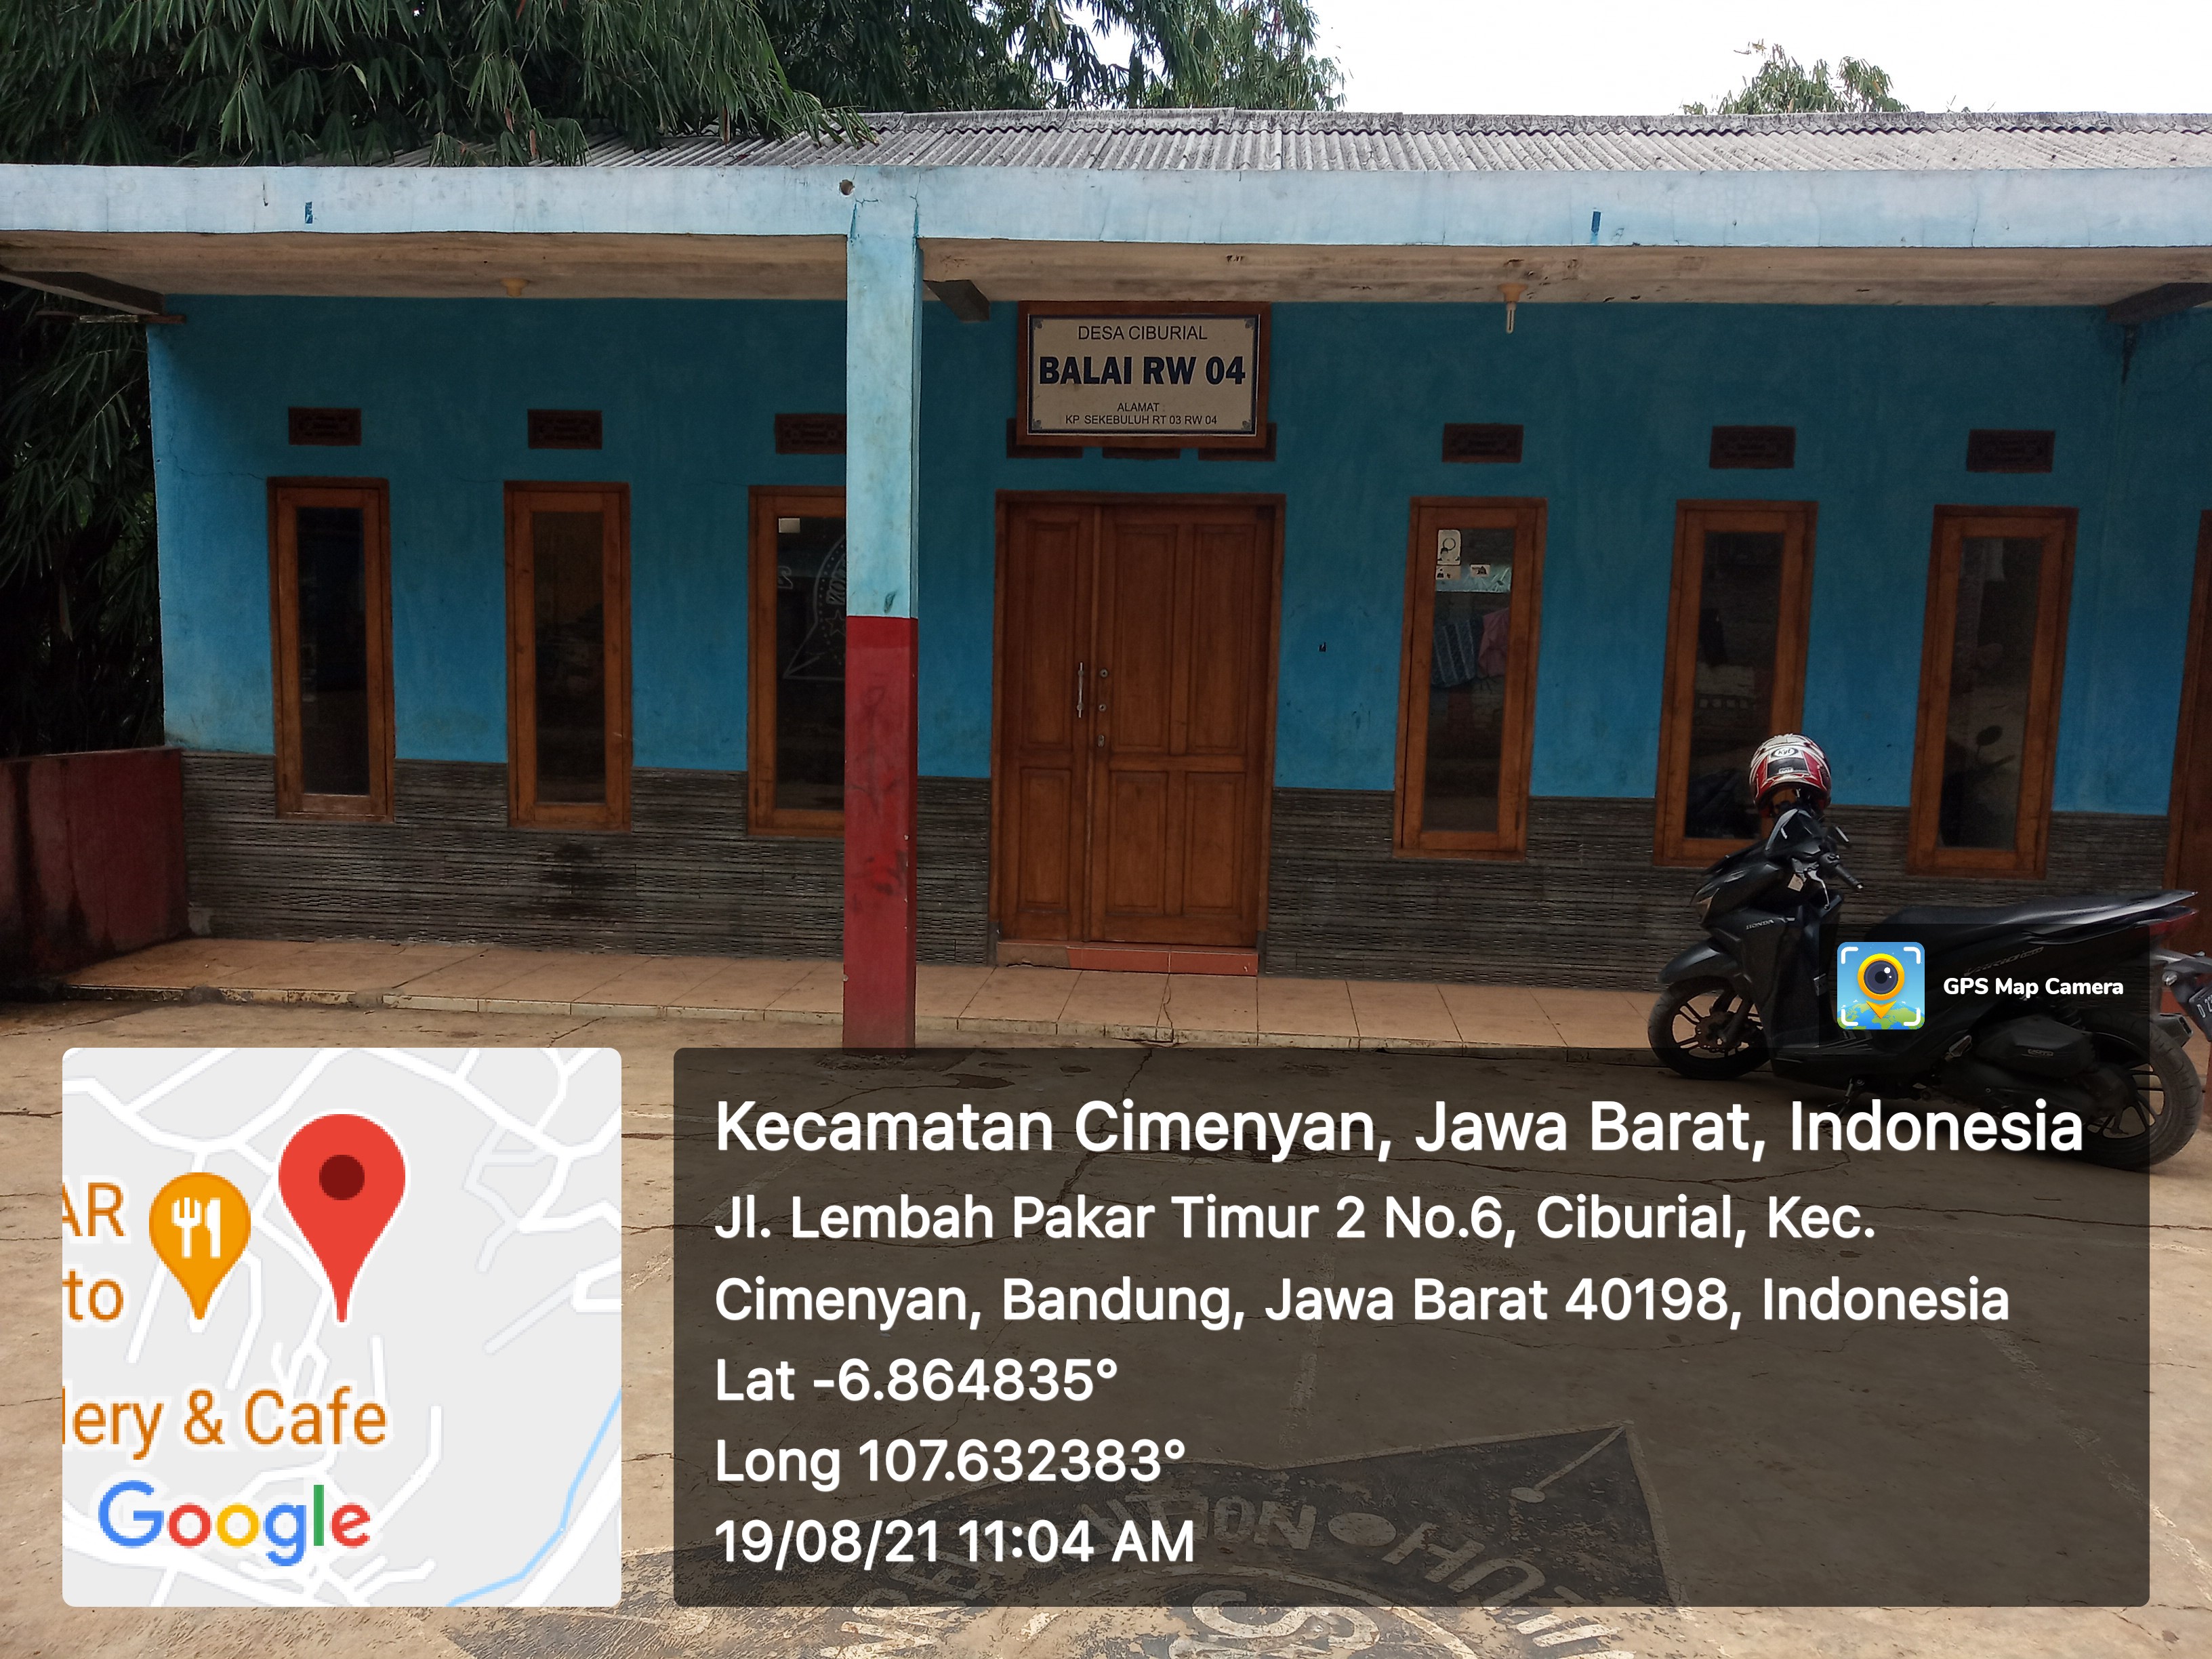 DESA CIBURIAL
BALAI RW 04
ALAMAT :
KP. SEKEBULUH RT 03 RW 04
HONDA
GPS Map Camera
AR
to
lery & Cafe
Google
Kecamatan Cimenyan, Jawa Barat, Indonesia
Jl. Lembah Pakar Timur 2 No.6, Ciburial, Kec.
Cimenyan, Bandung, Jawa Barat 40198, Indonesia
Lat -6.864835°
Long 107.632383°
19/08/21 11:04 AM